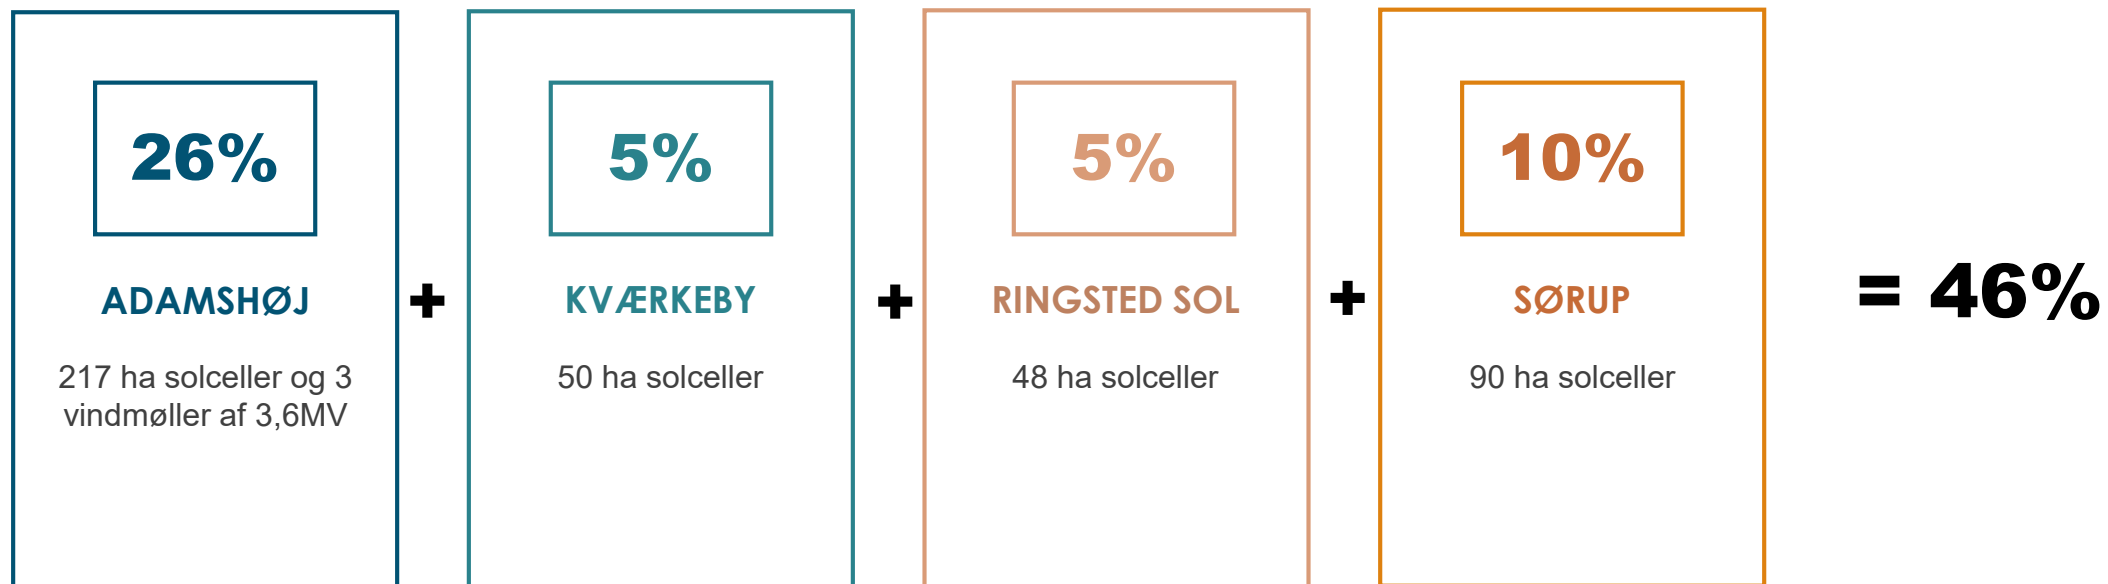 26%
ADAMSHØJ
217 ha solceller og 3
vindmøller af 3,6MV
+
5%
KVÆRKEBY
50 ha solceller
+
5%
RINGSTED SOL
48 ha solceller
+
10%
SØRUP
90 ha solceller
= 46%